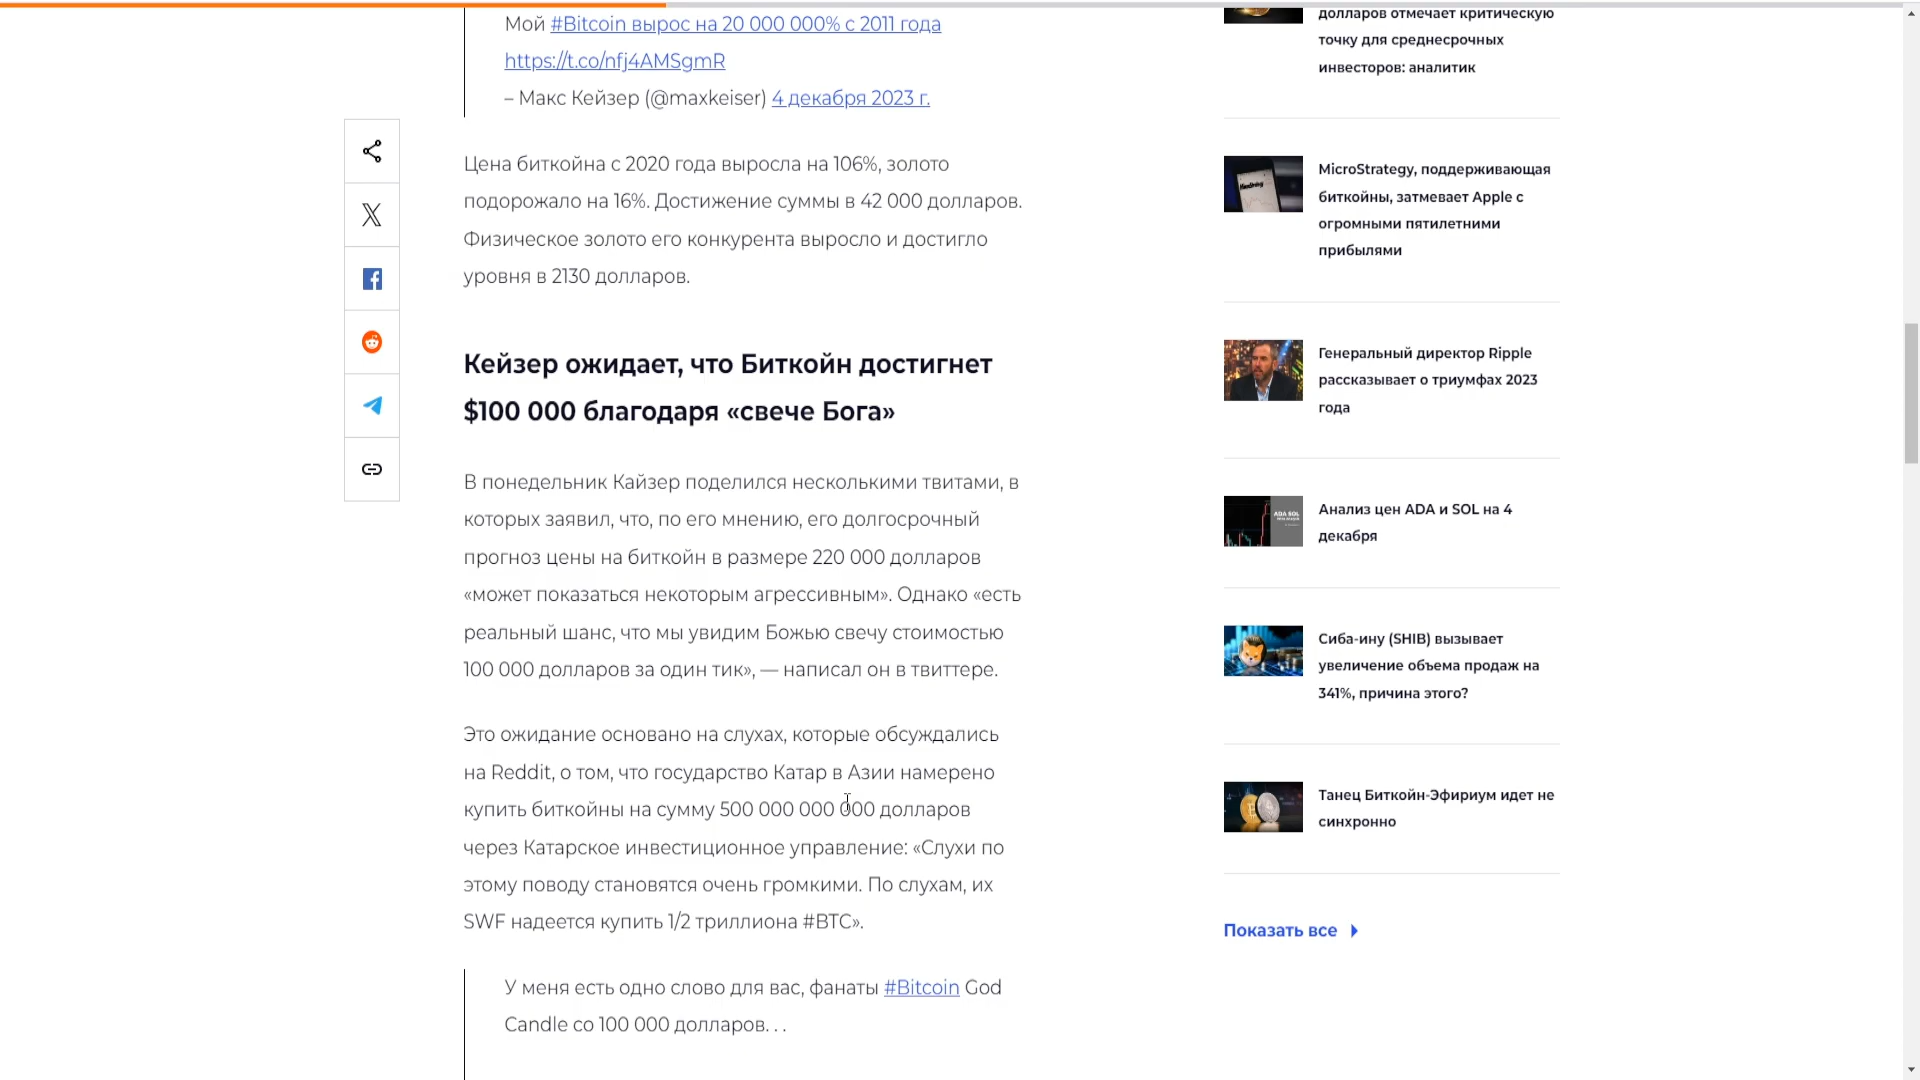 Мой #Bitcoin вырос на 20 000 000% с 2011 года
https://t.co/nfj4AMSgmR
– Макс Кейзер (@maxkeiser) 4 декабря 2023 г.
Цена биткойна с 2020 года выросла на 106%, золото
подорожало на 16%. Достижение суммы в 42 000 долларов.
Физическое золото его конкурента выросло и достигло
уровня в 2130 долларов.
Кейзер ожидает, что Биткойн достигнет
$100 000 благодаря «свече Бога»
В понедельник Кайзер поделился несколькими твитами, в
которых заявил, что, по его мнению, его долгосрочный
прогноз цены на биткойн в размере 220 000 долларов
«может показаться некоторым агрессивным». Однако «есть
реальный шанс, что мы увидим Божью свечу стоимостью
100 000 долларов за один тик», — написал он в твиттере.
Это ожидание основано на слухах, которые обсуждались
на Reddit, о том, что государство Катар в Азии намерено
купить биткойны на сумму 500 000 000 000 долларов
через Катарское инвестиционное управление: «Слухи по
этому поводу становятся очень громкими. По слухам, их
SWF надеется купить 1/2 триллиона #BTC».
У меня есть одно слово для вас, фанаты #Bitcoin God
Candle со 100 000 долларов. . .
долларов отмечает критическую
точку для среднесрочных
инвесторов: аналитик
MicroStrategy, поддерживающая
биткойны, затмевает Apple с
огромными пятилетними
прибылями
Генеральный директор Ripple
рассказывает о триумфах 2023
года
ADA SOL
Анализ цен ADA и SOL на 4
декабря
Сиба-ину (SHIB) вызывает
увеличение объема продаж на
341%, причина этого?
Танец Биткойн-Эфириум идет не
синхронно
Показать все